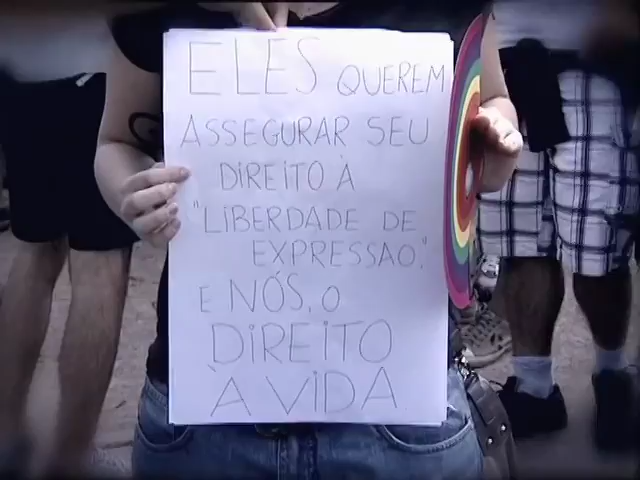 ELES QUEREM
ASSEGURAR SEU
DIREITO À
"LIBERDADE DE
EXPRESSAO."
E NÓS, O
DIREITO
À VIDA